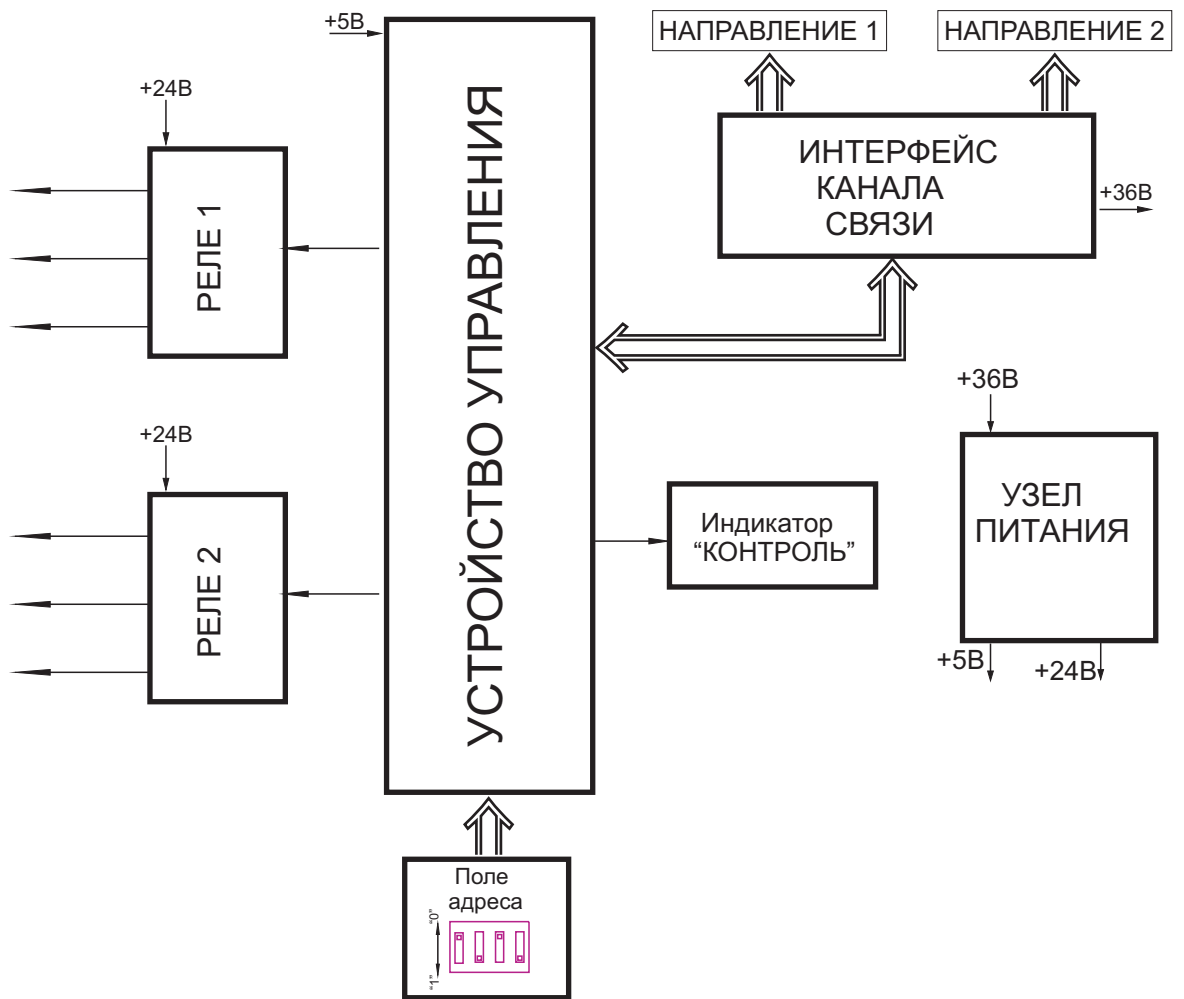 +5В
НАПРАВЛЕНИЕ 1
НАПРАВЛЕНИЕ 2
+24В
РЕЛЕ 1
УСТРОЙСТВО УПРАВЛЕНИЯ
ИНТЕРФЕЙС
КАНАЛА
СВЯЗИ
+36В
+36В
+24В
РЕЛЕ 2
Индикатор
“КОНТРОЛЬ”
УЗЕЛ
ПИТАНИЯ
+5В
+24В
Поле
адреса
“0”
“1”